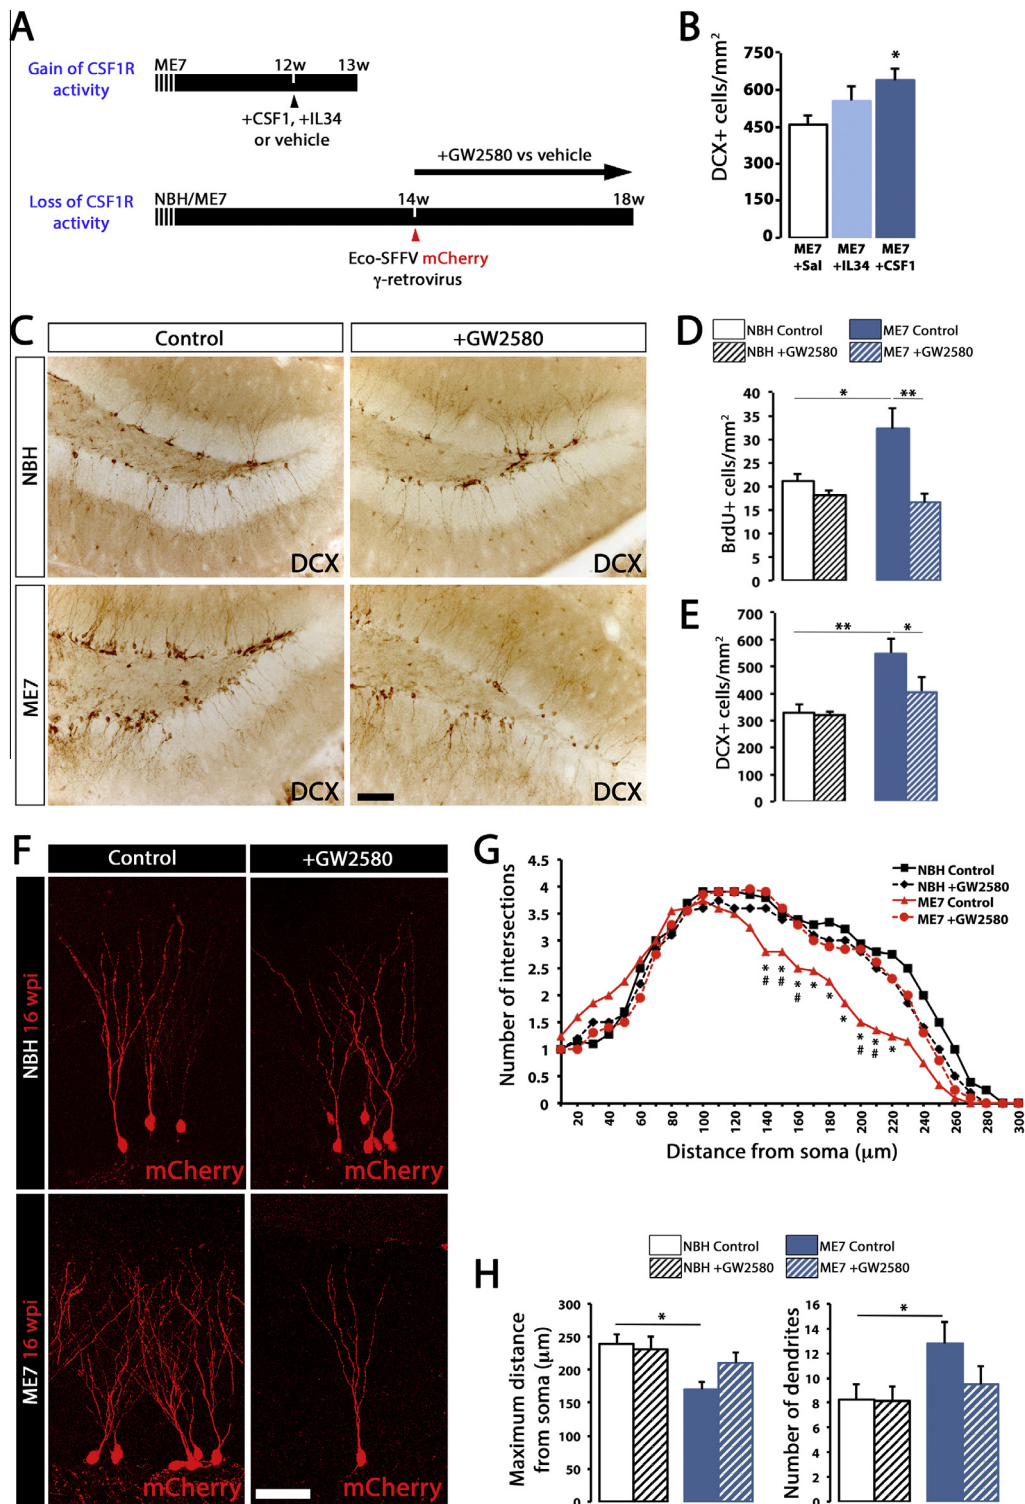 A
Gain of CSF1R
activity
ME7
12w
13w
+CSF1, +IL34
or vehicle
+GW2580 vs vehicle
Loss of CSF1R
activity
NBH/ME7
14w
18w
Eco-SFFV mCherry
γ-retrovirus
B
DCX+ cells/mm²
750
600
450
300
150
0
*
ME7
+Sal
ME7
+IL34
ME7
+CSF1
C
Control
+GW2580
NBH
DCX
DCX
ME7
DCX
DCX
D
NBH Control
ME7 Control
NBH +GW2580
ME7 +GW2580
BrdU+ cells/mm²
40
35
30
25
20
15
10
5
0
*
**
E
DCX+ cells/mm²
700
600
500
400
300
200
100
0
**
*
F
Control
+GW2580
NBH 16 wpi
mCherry
mCherry
ME7 16 wpi
mCherry
mCherry
G
Number of intersections
4.5
4
3.5
3
2.5
2
1.5
1
0.5
0
NBH Control
NBH +GW2580
ME7 Control
ME7 +GW2580
*
#
*
#
*
#
*
*
*
*
#
*
#
*
20
40
60
80
100
120
140
160
180
200
220
240
260
280
300
Distance from soma (μm)
H
NBH Control
ME7 Control
NBH +GW2580
ME7 +GW2580
Maximum distance
from soma (μm)
300
250
200
150
100
50
0
*
Number of dendrites
16
14
12
10
8
6
4
2
0
*